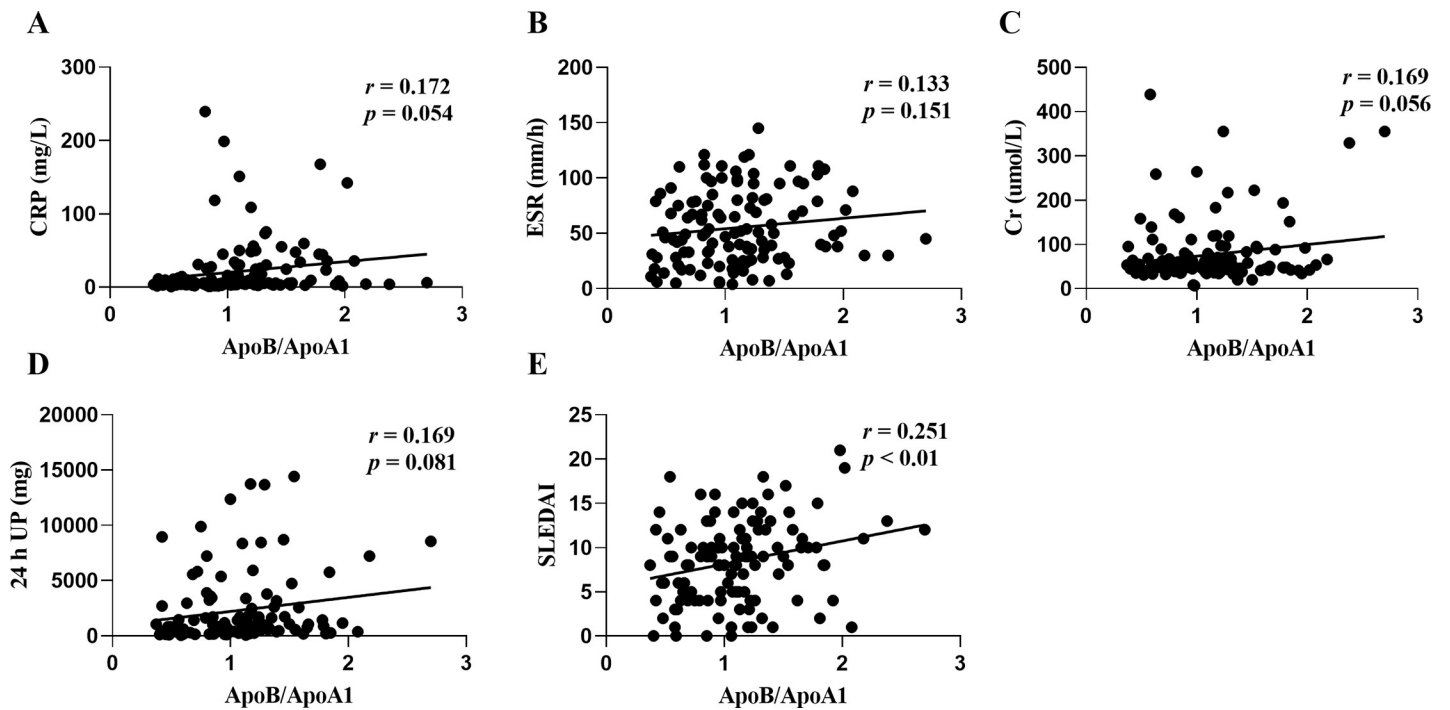 A
CRP (mg/L)
300
200
100
0
r = 0.172
p = 0.054
0 1 2 3
ApoB/ApoA1
B
ESR (mm/h)
200
150
100
50
0
r = 0.133
p = 0.151
0 1 2 3
ApoB/ApoA1
C
Cr (umol/L)
500
400
300
200
100
0
r = 0.169
p = 0.056
0 1 2 3
ApoB/ApoA1
D
24 h UP (mg)
20000
15000
10000
5000
0
r = 0.169
p = 0.081
0 1 2 3
ApoB/ApoA1
E
SLEDAI
25
20
15
10
5
0
r = 0.251
p < 0.01
0 1 2 3
ApoB/ApoA1